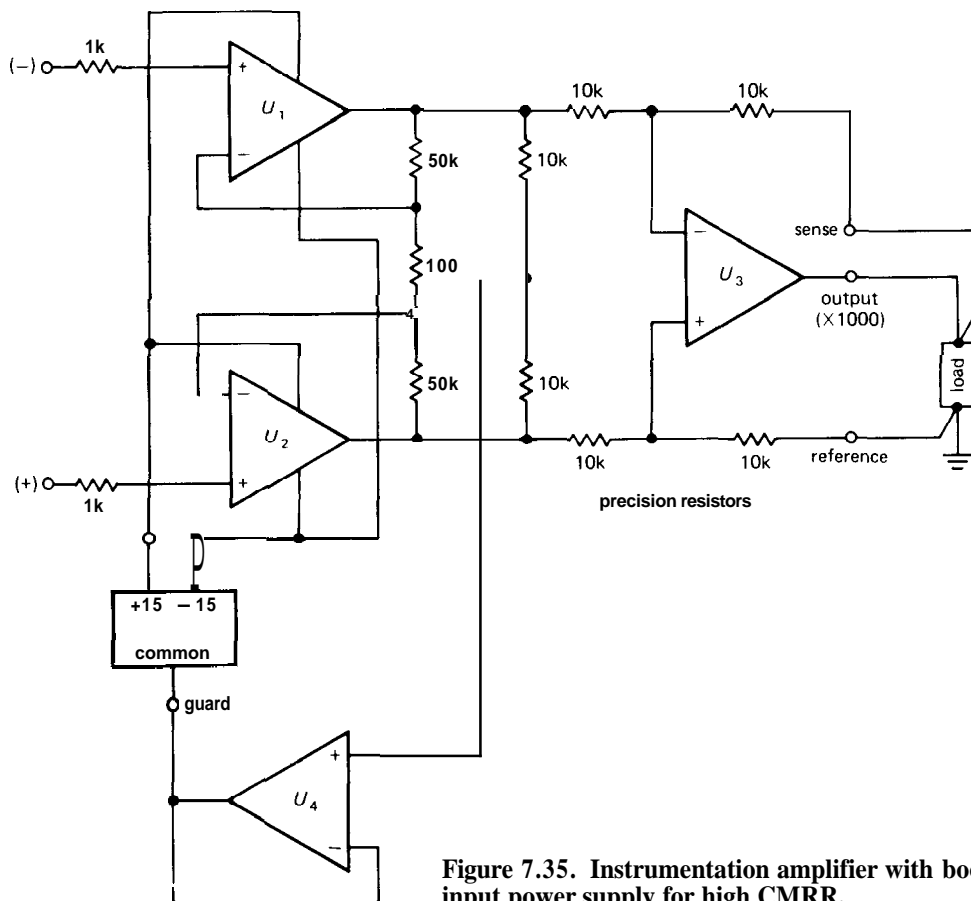 1k
(−)
+
U1
−
50k
100
4
50k
−
U2
+
(+)
1k
10k
10k
10k
10k
10k
10k
−
U3
+
sense
output
(×1000)
load
reference
precision resistors
+15 − 15
common
guard
+
U4
−
Figure 7.35. Instrumentation amplifier with boo
input power supply for high CMRR.